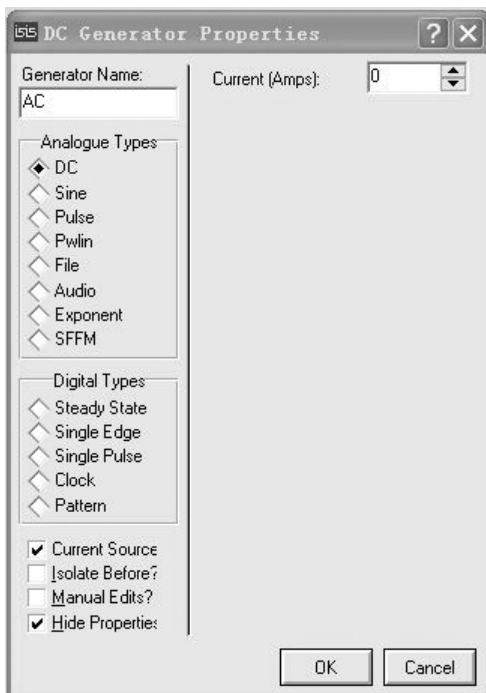 isis DC Generator Properties ? X
Generator Name:
AC
Analogue Types
DC
Sine
Pulse
Pwlin
File
Audio
Exponent
SFFM
Digital Types
Steady State
Single Edge
Single Pulse
Clock
Pattern
Current Source
Isolate Before?
Manual Edits?
Hide Properties
Current (Amps):
0
OK
Cancel